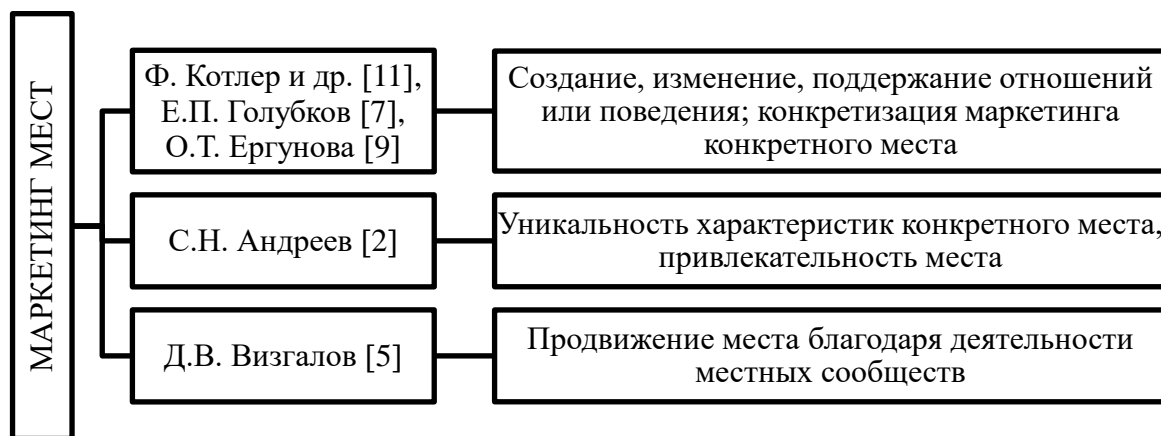 МАРКЕТИНГ МЕСТ
Ф. Котлер и др. [11],
Е.П. Голубков [7],
О.Т. Ергунова [9]
Создание, изменение, поддержание отношений
или поведения; конкретизация маркетинга
конкретного места
С.Н. Андреев [2]
Уникальность характеристик конкретного места,
привлекательность места
Д.В. Визгалов [5]
Продвижение места благодаря деятельности
местных сообществ